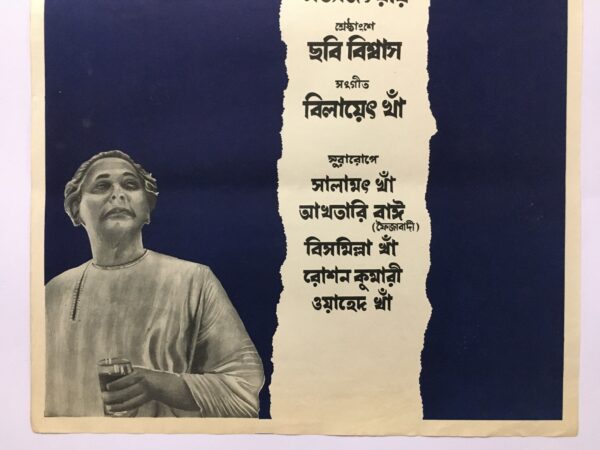 শ্রেষ্ঠাংশে
ছবি বিশ্বাস
সংগীত
বিলায়েৎ খাঁ
সুরারোপে
সালামৎ খাঁ
আখতারি বাঈ
(ফৈজাবাদী)
বিসমিল্লা খাঁ
রোশন কুমারী
ওয়াহেদ খাঁ